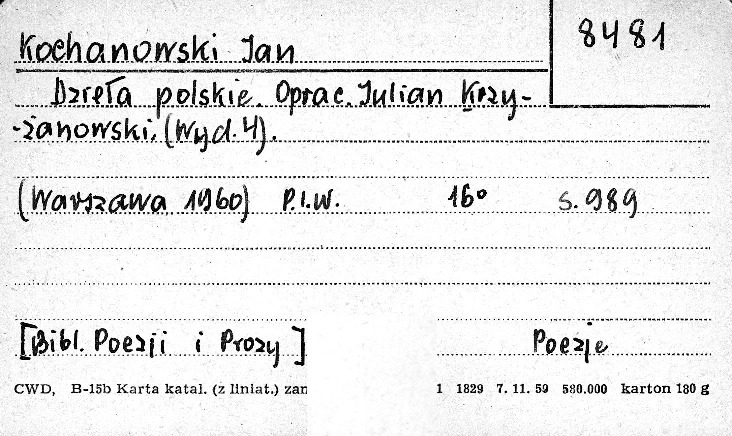 Kochanowski Jan
8481
Dzieła polskie. Oprac. Julian Krzy-
-żanowski. (Wyd. 4).
(Warszawa 1960) P.I.W. 16° s. 989
[Bibl. Poezji i Prozy]
Poezje
CWD, B-15b Karta katal. (z liniat.) zam
1 1829 7. 11. 59 580.000 karton 180 g